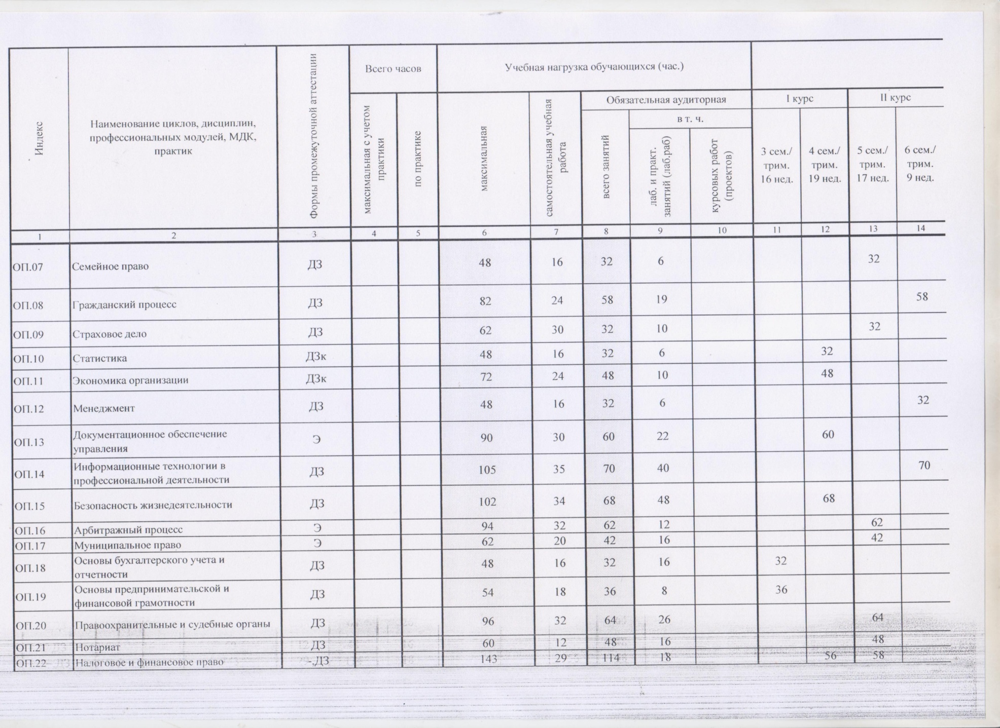 Индекс
Наименование циклов, дисциплин,
профессиональных модулей, МДК,
практик
Формы промежуточной аттестации
Всего часов
максимальная с учетом
практики
по практике
Учебная нагрузка обучающихся (час.)
максимальная
самостоятельная учебная
работа
Обязательная аудиторная
всего занятий
в т. ч.
лаб. и практ.
занятий (лаб.раб)
курсовых работ
(проектов)
I курс
II курс
3 сем./
трим.
16 нед.
4 сем./
трим.
19 нед.
5 сем./
трим.
17 нед.
6 сем./
трим.
9 нед.
1 2 3 4 5 6 7 8 9 10 11 12 13 14
ОП.07 Семейное право ДЗ 48 16 32 6 32
ОП.08 Гражданский процесс ДЗ 82 24 58 19 58
ОП.09 Страховое дело ДЗ 62 30 32 10 32
ОП.10 Статистика ДЗк 48 16 32 6 32
ОП.11 Экономика организации ДЗк 72 24 48 10 48
ОП.12 Менеджмент ДЗ 48 16 32 6 32
ОП.13 Документационное обеспечение
управления Э 90 30 60 22 60
ОП.14 Информационные технологии в
профессиональной деятельности ДЗ 105 35 70 40 70
ОП.15 Безопасность жизнедеятельности ДЗ 102 34 68 48 68
ОП.16 Арбитражный процесс Э 94 32 62 12 62
ОП.17 Муниципальное право Э 62 20 42 16 42
ОП.18 Основы бухгалтерского учета и
отчетности ДЗ 48 16 32 16 32
ОП.19 Основы предпринимательской и
финансовой грамотности ДЗ 54 18 36 8 36
ОП.20 Правоохранительные и судебные органы ДЗ 96 32 64 26 64
ОП.21 Нотариат ДЗ 60 12 48 16 48
ОП.22 Налоговое и финансовое право -,ДЗ 143 29 114 18 56 58